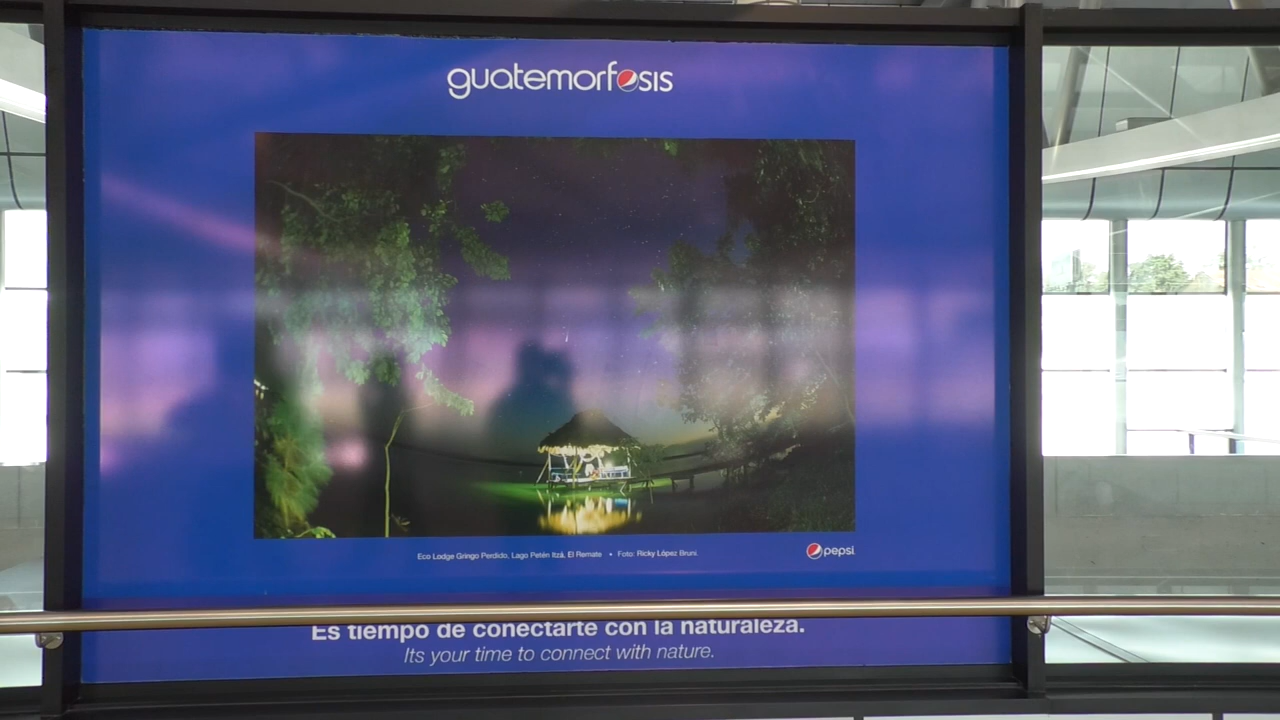 guatemorfosis
Eco Lodge Gringo Perdido, Lago Petén Itzá, El Remate • Foto: Ricky López Bruni.
pepsi
Es tiempo de conectarte con la naturaleza.
Its your time to connect with nature.